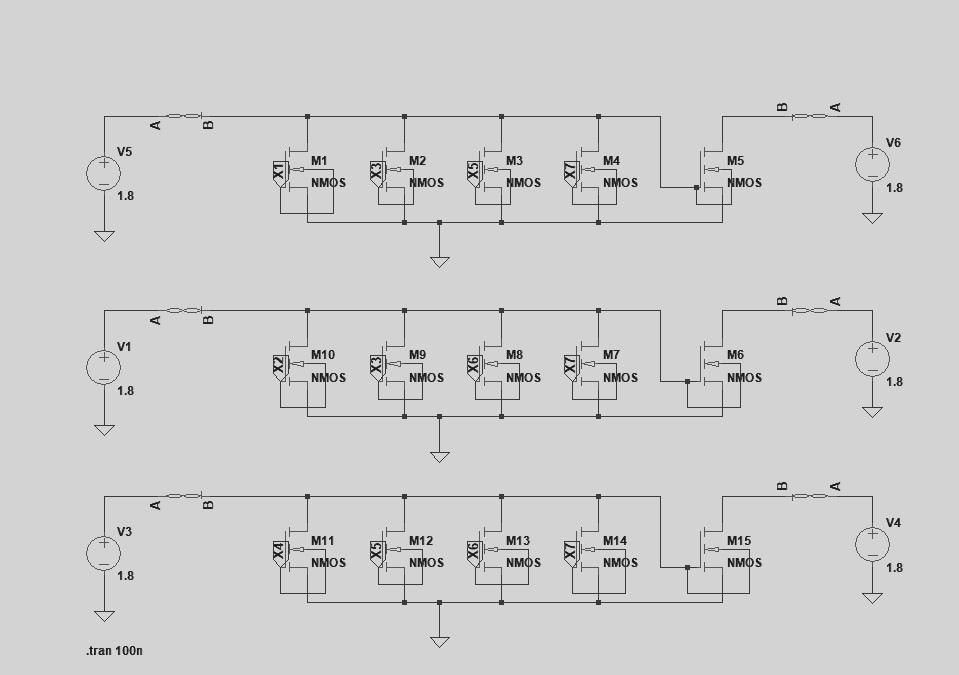 A B B A
V5 X1 M1 X3 M2 X5 M3 X7 M4 M5 V6
NMOS NMOS NMOS NMOS NMOS
1.8 1.8
A B B A
V1 X2 M10 X3 M9 X6 M8 X7 M7 M6 V2
NMOS NMOS NMOS NMOS NMOS
1.8 1.8
A B B A
V3 X4 M11 X5 M12 X6 M13 X7 M14 M15 V4
NMOS NMOS NMOS NMOS NMOS
1.8 1.8
.tran 100n